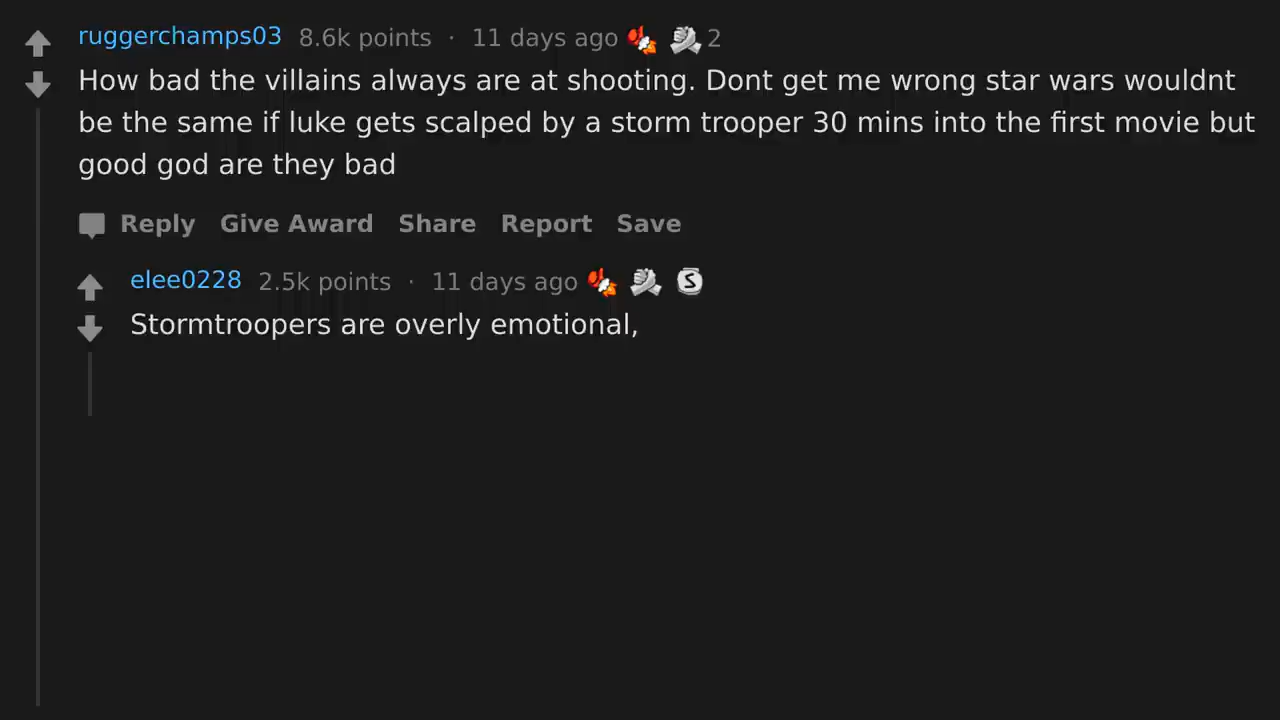 ruggerchamps03 8.6k points · 11 days ago 2
How bad the villains always are at shooting. Dont get me wrong star wars wouldnt
be the same if luke gets scalped by a storm trooper 30 mins into the first movie but
good god are they bad
Reply Give Award Share Report Save
elee0228 2.5k points · 11 days ago S
Stormtroopers are overly emotional,